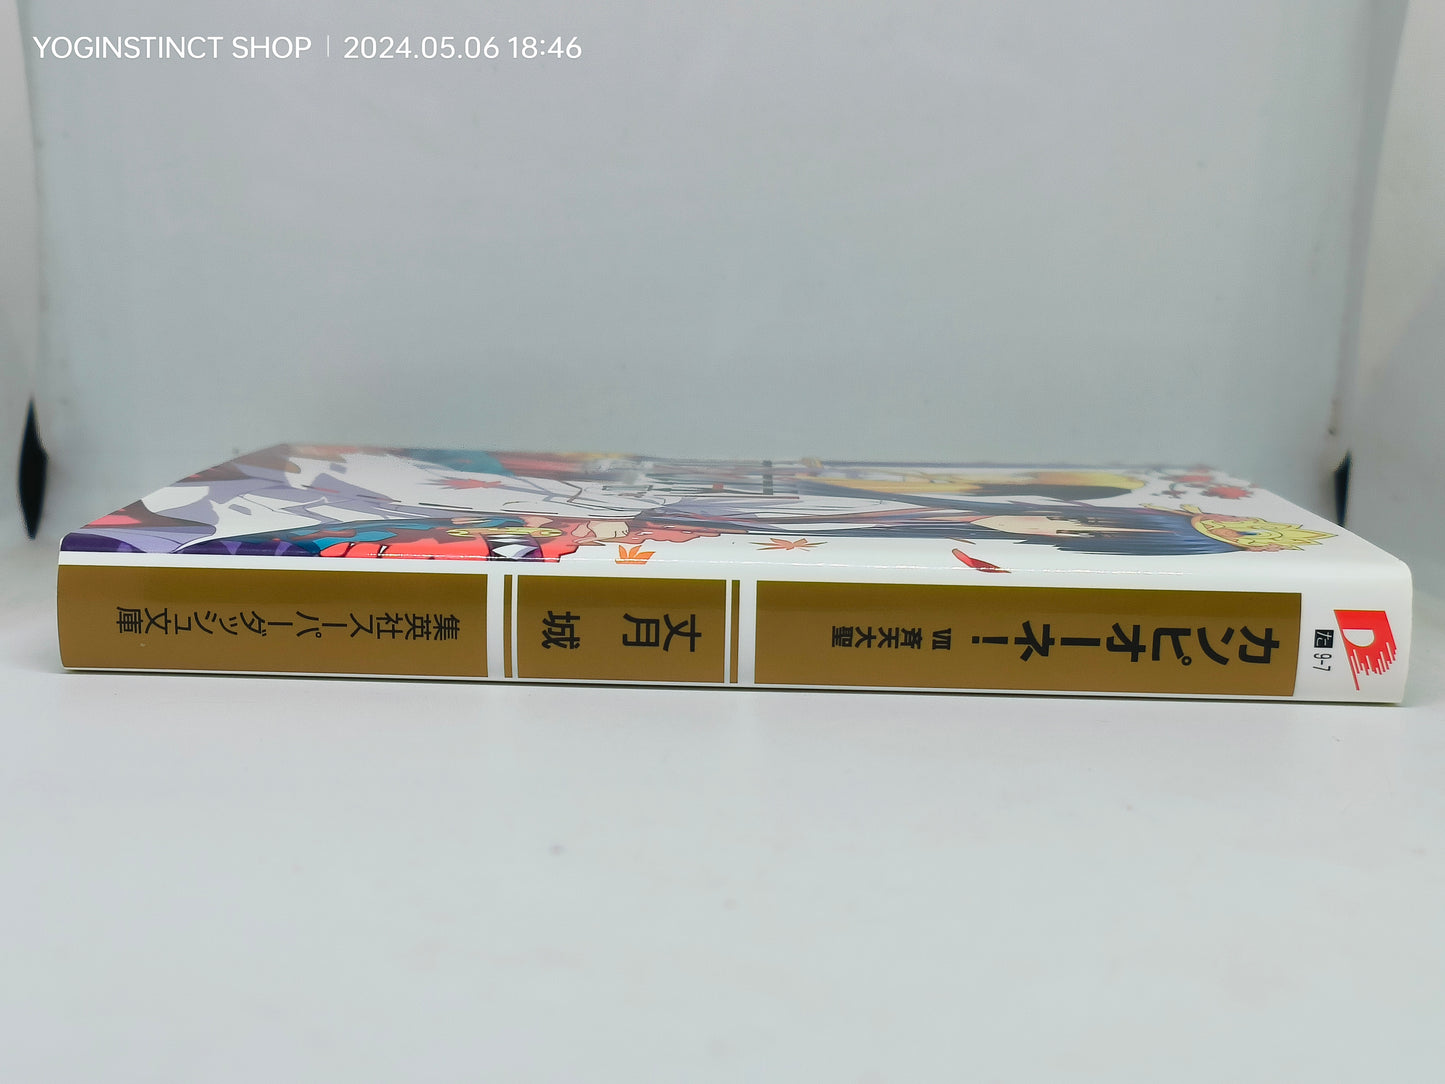 YOGINSTINCT SHOP | 2024.05.06 18:46
カンピオーネ! Ⅶ 斉天大聖
丈月 城
集英社スーパーダッシュ文庫
た 9-7
D